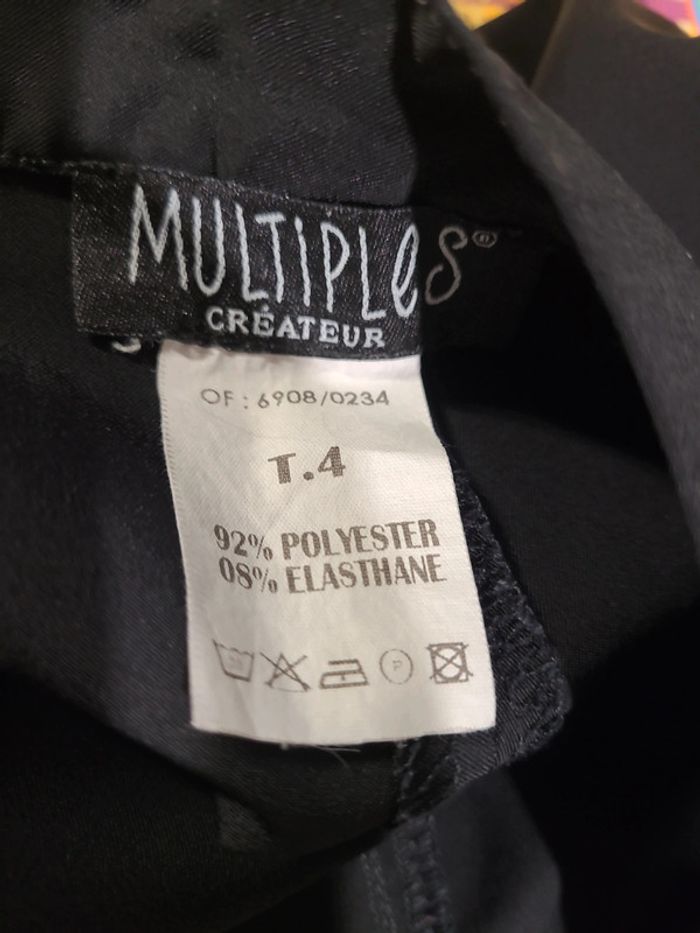 MULTIPLeS®
CRÉATEUR
OF : 6908/0234
T.4
92% POLYESTER
08% ELASTHANE
P